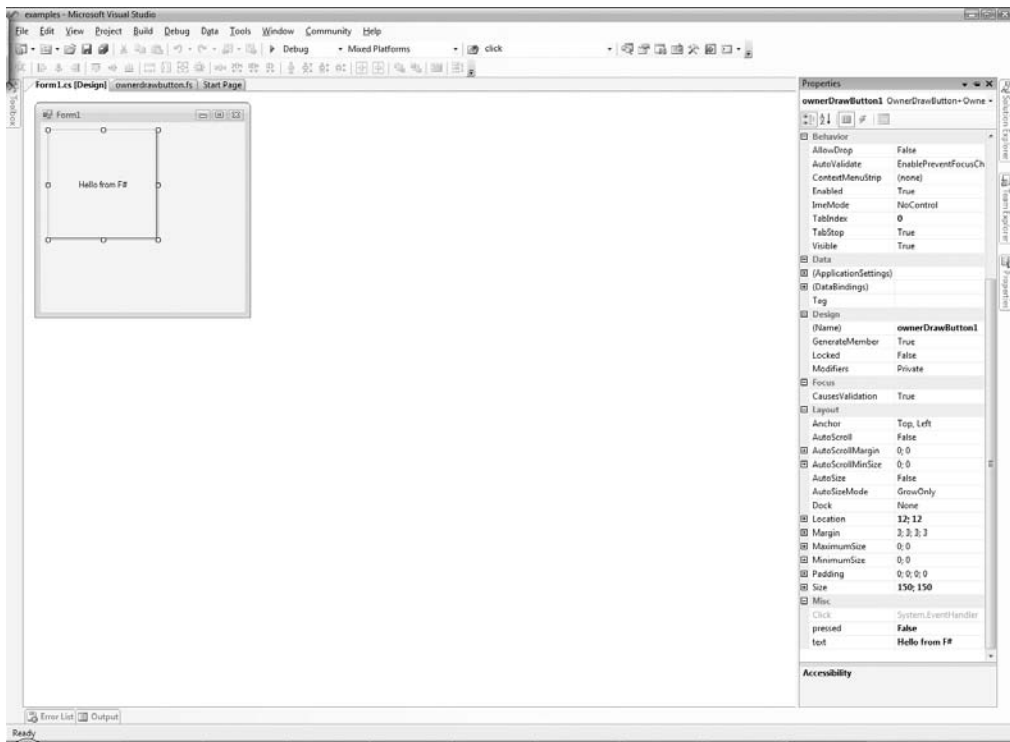 examples - Microsoft Visual Studio
File Edit View Project Build Debug Data Tools Window Community Help
Debug Mixed Platforms click
Form1.cs [Design] ownerdrawbutton.fs Start Page
Toolbox
Form1
Hello from F#
Properties
ownerDrawButton1 OwnerDrawButton+Owne
Behavior
AllowDrop False
AutoValidate EnablePreventFocusCh
ContextMenuStrip (none)
Enabled True
ImeMode NoControl
TabIndex 0
TabStop True
Visible True
Data
(ApplicationSettings)
(DataBindings)
Tag
Design
(Name) ownerDrawButton1
GenerateMember True
Locked False
Modifiers Private
Focus
CausesValidation True
Layout
Anchor Top, Left
AutoScroll False
AutoScrollMargin 0; 0
AutoScrollMinSize 0; 0
AutoSize False
AutoSizeMode GrowOnly
Dock None
Location 12; 12
Margin 3; 3; 3; 3
MaximumSize 0; 0
MinimumSize 0; 0
Padding 0; 0; 0; 0
Size 150; 150
Misc
Click System.EventHandler
pressed False
text Hello from F#
Accessibility
Solution Explorer
Team Explorer
Properties
Error List Output
Ready